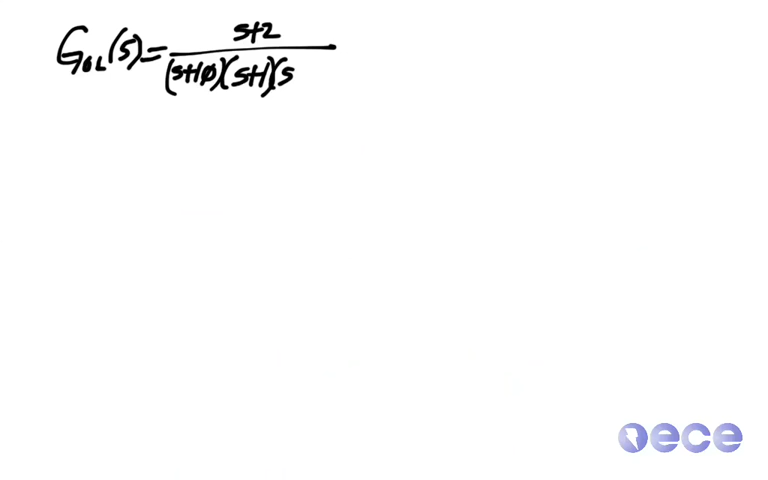 G_OL(s) = s+2 / (s+10)(s+1)(s
ece